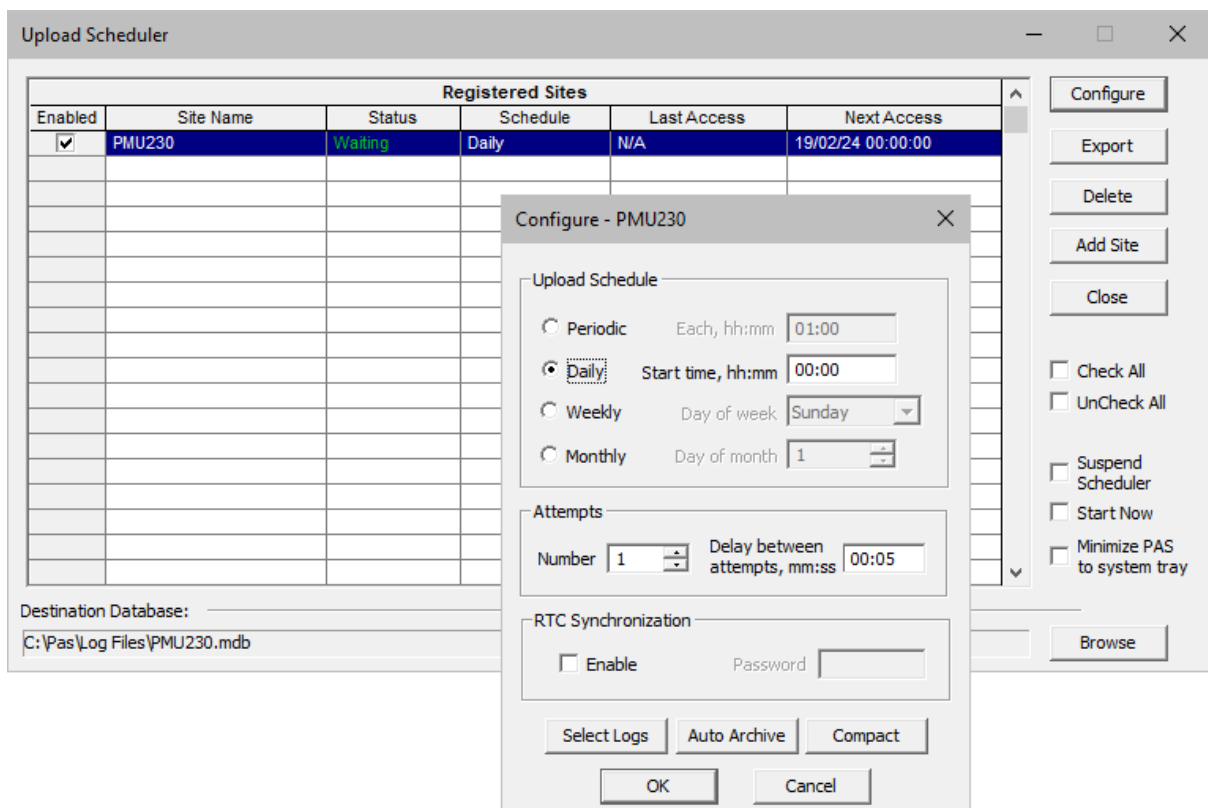 Upload Scheduler
Registered Sites
Enabled Site Name Status Schedule Last Access Next Access
PMU230 Waiting Daily N/A 19/02/24 00:00:00
Configure
Export
Delete
Add Site
Close
Check All
UnCheck All
Suspend
Scheduler
Start Now
Minimize PAS
to system tray
Destination Database:
C:\Pas\Log Files\PMU230.mdb
Browse
Configure - PMU230
Upload Schedule
Periodic Each, hh:mm 01:00
Daily Start time, hh:mm 00:00
Weekly Day of week Sunday
Monthly Day of month 1
Attempts
Number 1 Delay between
attempts, mm:ss 00:05
RTC Synchronization
Enable Password
Select Logs Auto Archive Compact
OK Cancel